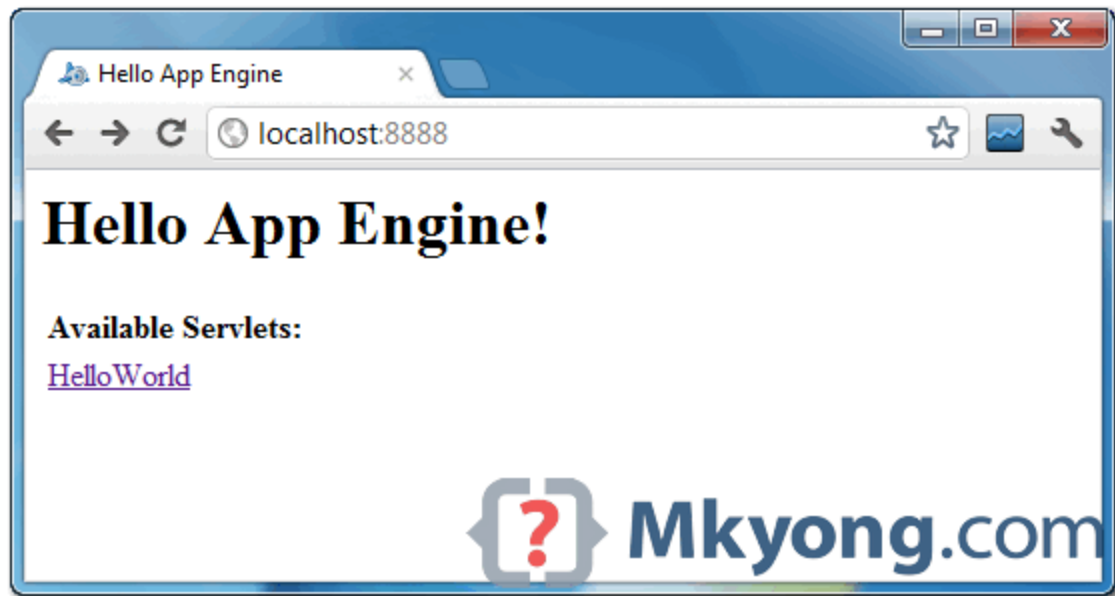 Hello App Engine
localhost:8888
Hello App Engine!
Available Servlets:
HelloWorld
{?} Mkyong.com